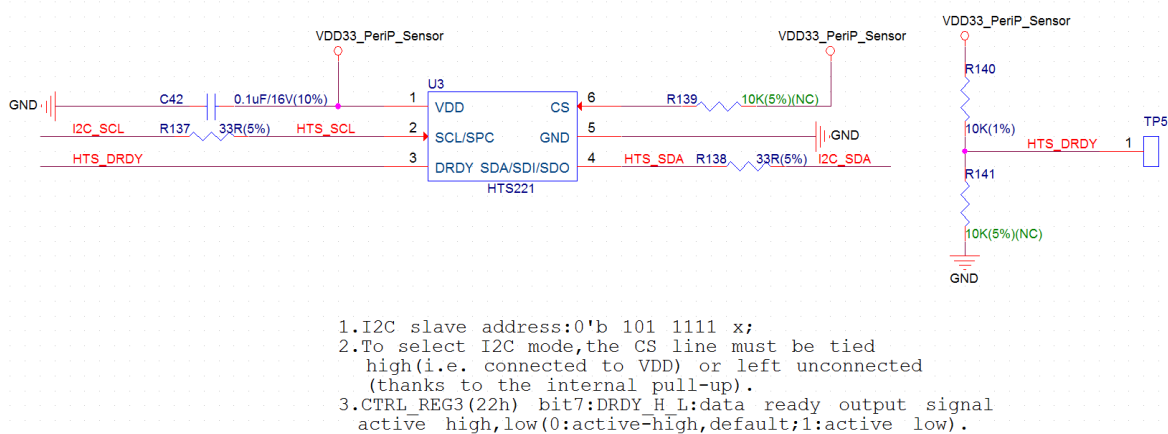 VDD33_PeriP_Sensor
VDD33_PeriP_Sensor
VDD33_PeriP_Sensor
GND
C42
0.1uF/16V(10%)
U3
1
VDD
CS
6
R139
10K(5%)(NC)
R140
10K(1%)
I2C_SCL
R137
33R(5%)
HTS_SCL
2
SCL/SPC
GND
5
GND
HTS_DRDY
3
DRDY
SDA/SDI/SDO
4
HTS_SDA
R138
33R(5%)
I2C_SDA
HTS221
HTS_DRDY
1
TP5
R141
10K(5%)(NC)
GND
1.I2C slave address:0'b 101 1111 x;
2.To select I2C mode,the CS line must be tied
high(i.e. connected to VDD) or left unconnected
(thanks to the internal pull-up).
3.CTRL_REG3(22h) bit7:DRDY_H_L:data ready output signal
active high,low(0:active-high,default;1:active low).